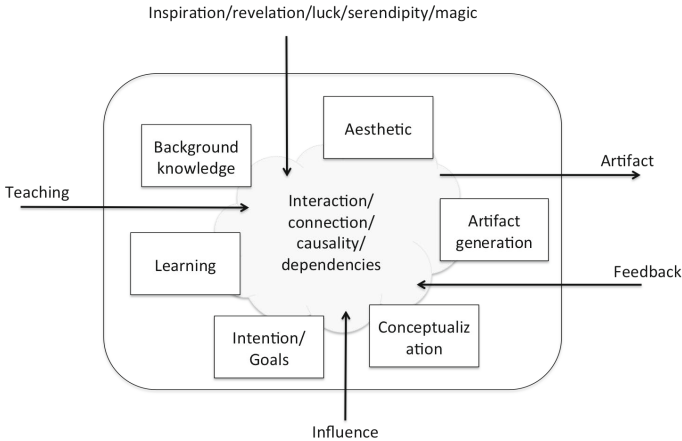 Inspiration/revelation/luck/serendipity/magic
Aesthetic
Background
knowledge
Artifact
Teaching
Interaction/
connection/
causality/
dependencies
Artifact
generation
Learning
Feedback
Intention/
Goals
Conceptualiz
ation
Influence